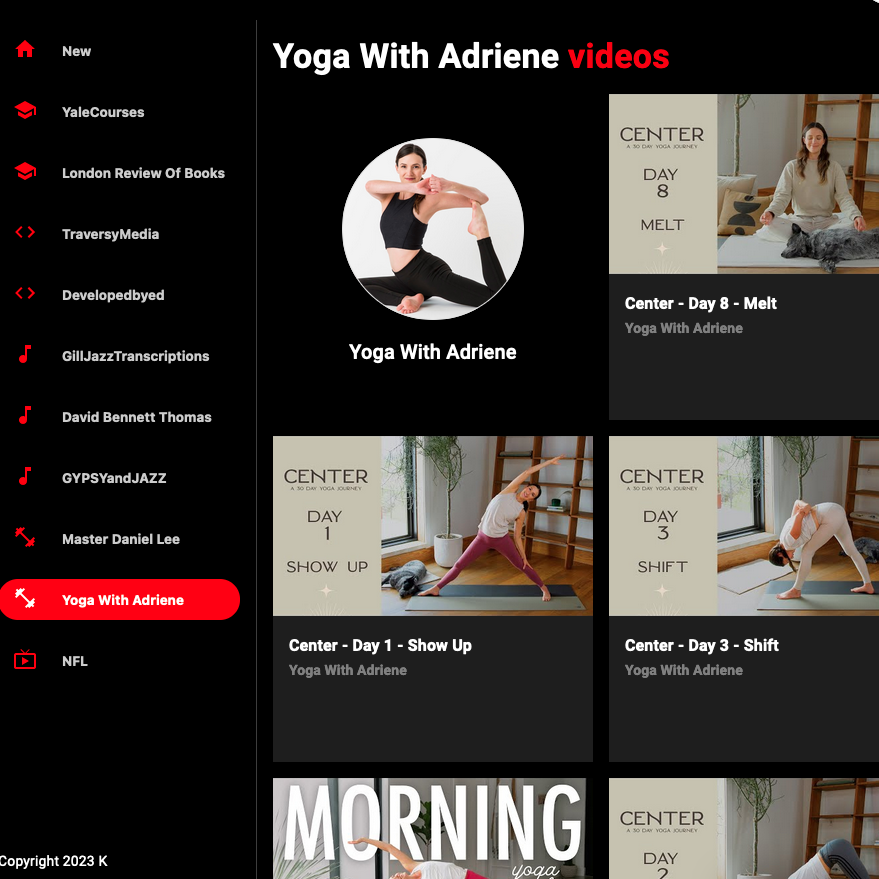 New
YaleCourses
London Review Of Books
TraversyMedia
Developedbyed
GillJazzTranscriptions
David Bennett Thomas
GYPSYandJAZZ
Master Daniel Lee
Yoga With Adriene
NFL
Copyright 2023 K
Yoga With Adriene videos
Yoga With Adriene
CENTER
A 30 DAY YOGA JOURNEY
DAY
8
MELT
Center - Day 8 - Melt
Yoga With Adriene
CENTER
A 30 DAY YOGA JOURNEY
DAY
1
SHOW UP
Center - Day 1 - Show Up
Yoga With Adriene
CENTER
A 30 DAY YOGA JOURNEY
DAY
3
SHIFT
Center - Day 3 - Shift
Yoga With Adriene
MORNING
yoga
CENTER
A 30 DAY YOGA JOURNEY
DAY
2